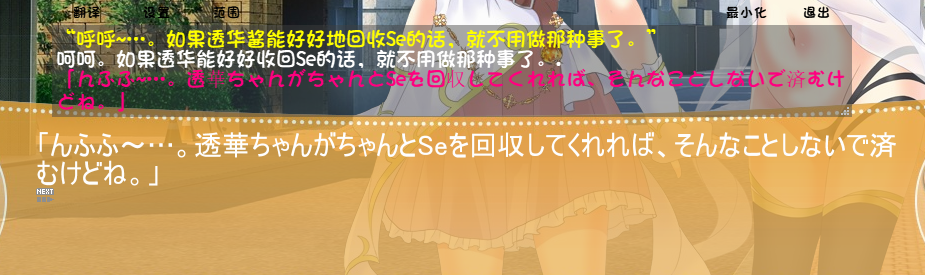 翻译 设置 范围 最小化 退出
“呼呼~…。如果透华酱能好好地回收Se的话，就不用做那种事了。”
呵呵。如果透华能好好收回Se的话，就不用做那种事了。.
「んふふ～…。透華ちゃんがちゃんとSeを回収してくれれば、そんなことしないで済むけ
どね。」
「んふふ～…。透華ちゃんがちゃんとSeを回収してくれれば、そんなことしないで済
むけどね。」
NEXT